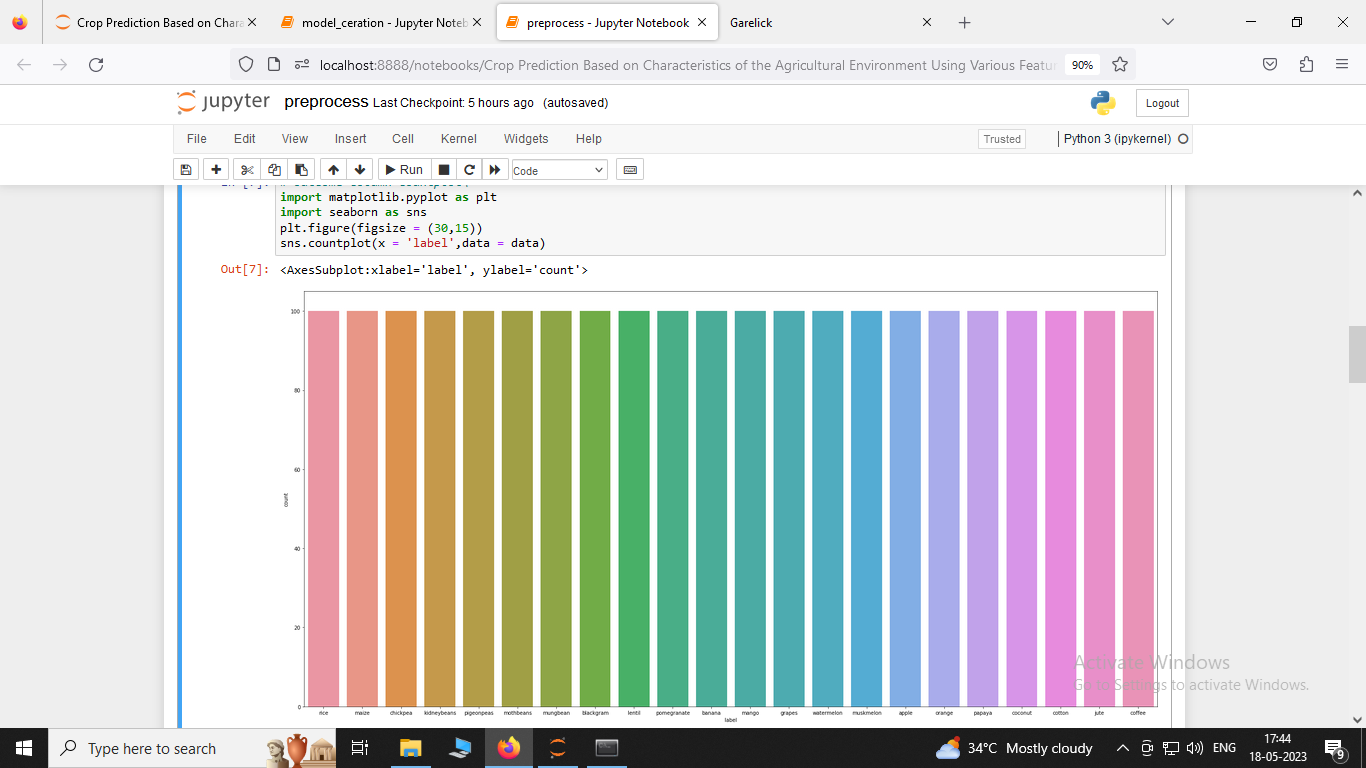 Crop Prediction Based on Chara
model_ceration - Jupyter Noteb
preprocess - Jupyter Notebook
Garelick
localhost:8888/notebooks/Crop Prediction Based on Characteristics of the Agricultural Environment Using Various Featu
90%
jupyter preprocess Last Checkpoint: 5 hours ago (autosaved)
Logout
File Edit View Insert Cell Kernel Widgets Help
Trusted
Python 3 (ipykernel)
Run
Code
import matplotlib.pyplot as plt
import seaborn as sns
plt.figure(figsize = (30,15))
sns.countplot(x = 'label',data = data)
Out[7]: <AxesSubplot:xlabel='label', ylabel='count'>
100
80
60
count
40
20
0
rice maize chickpea kidneybeans pigeonpeas mothbeans mungbean blackgram lentil pomegranate banana mango grapes watermelon muskmelon apple orange papaya coconut cotton jute coffee
label
Activate Windows
Go to Settings to activate Windows.
Type here to search
34°C Mostly cloudy
ENG
17:44
18-05-2023
9